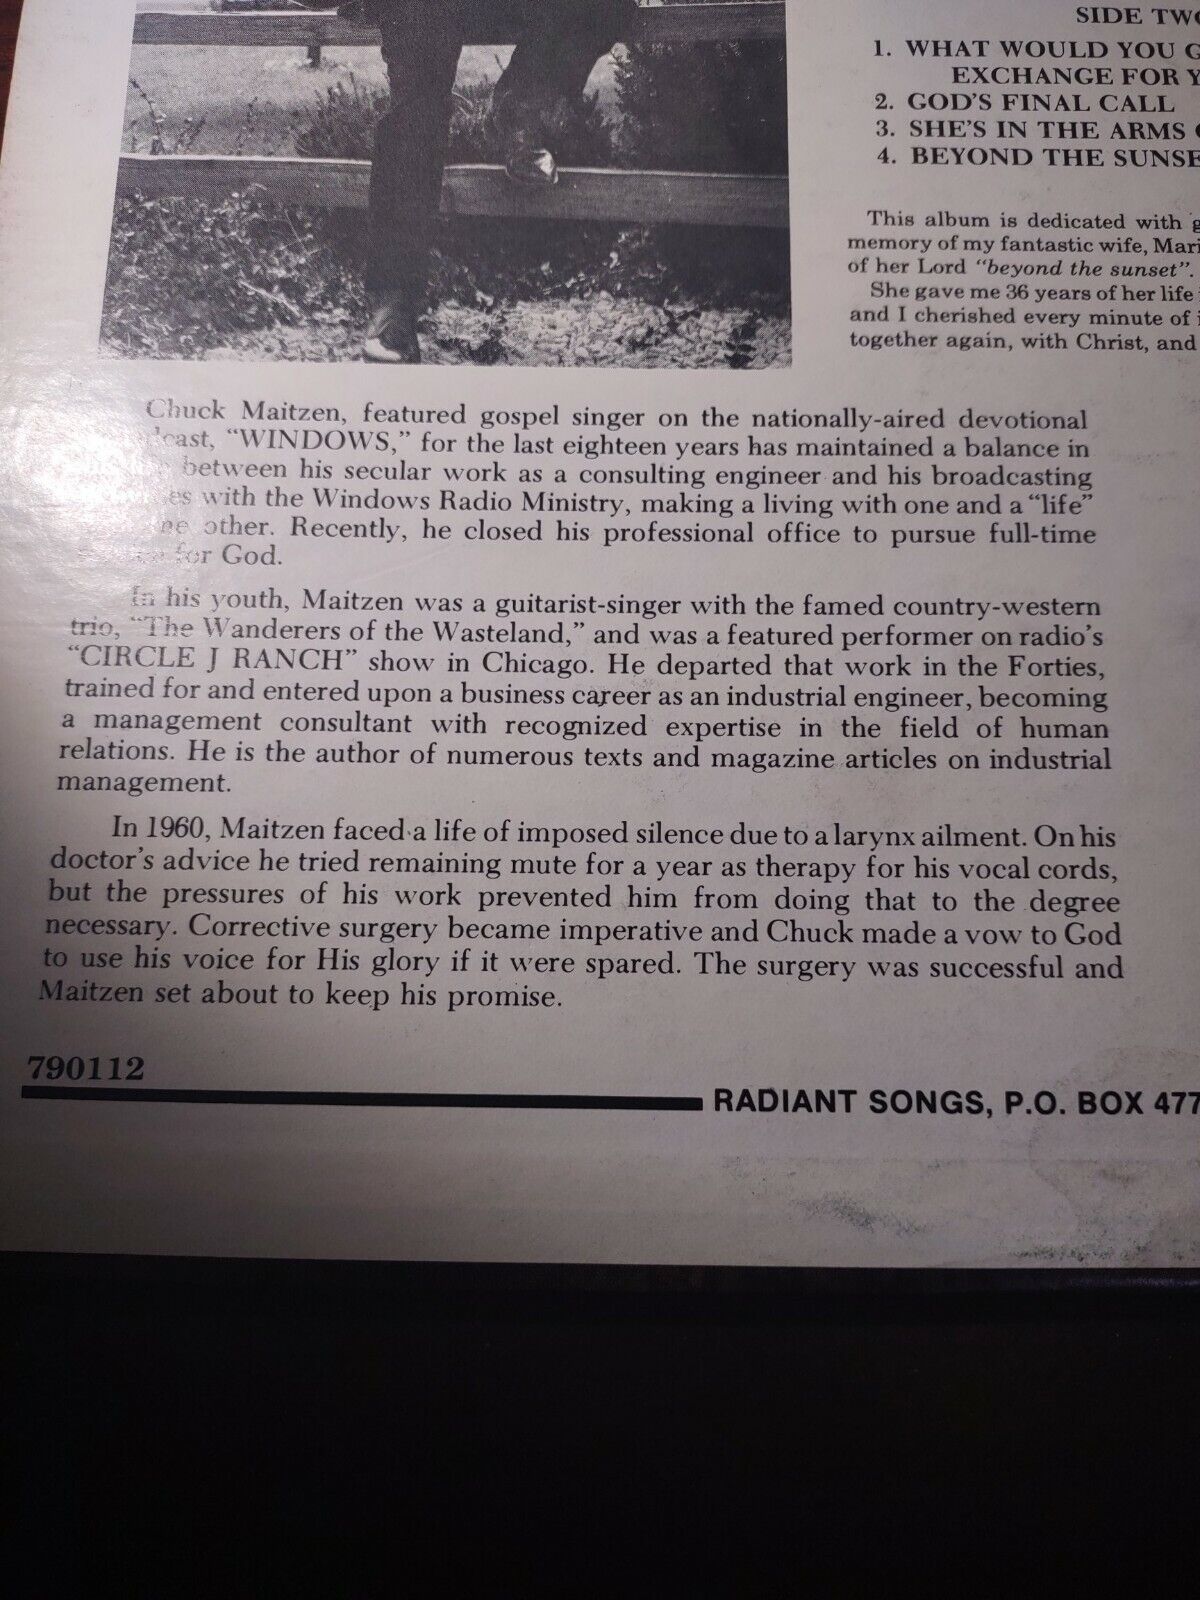 SIDE TWO
1. WHAT WOULD YOU
EXCHANGE FOR
2. GOD'S FINAL CALL
3. SHE'S IN THE ARMS
4. BEYOND THE SUNSE
This album is dedicated with
memory of my fantastic wife,
of her Lord "beyond the sunset".
She gave me 36 years of her life
and I cherished every minute of
together again, with Christ, and
Chuck Maitzen, featured gospel singer on the nationally-aired devotional
"WINDOWS," for the last eighteen years has maintained a balance in
between his secular work as a consulting engineer and his broadcasting
with the Windows Radio Ministry, making a living with one and a "life"
other. Recently, he closed his professional office to pursue full-time
for God.
In his youth, Maitzen was a guitarist-singer with the famed country-western
trio, "The Wanderers of the Wasteland," and was a featured performer on radio's
"CIRCLE J RANCH" show in Chicago. He departed that work in the Forties,
trained for and entered upon a business career as an industrial engineer, becoming
a management consultant with recognized expertise in the field of human
relations. He is the author of numerous texts and magazine articles on industrial
management.
In 1960, Maitzen faced a life of imposed silence due to a larynx ailment. On his
doctor's advice he tried remaining mute for a year as therapy for his vocal cords,
but the pressures of his work prevented him from doing that to the degree
necessary. Corrective surgery became imperative and Chuck made a vow to God
to use his voice for His glory if it were spared. The surgery was successful and
Maitzen set about to keep his promise.
790112
RADIANT SONGS, P.O. BOX 477